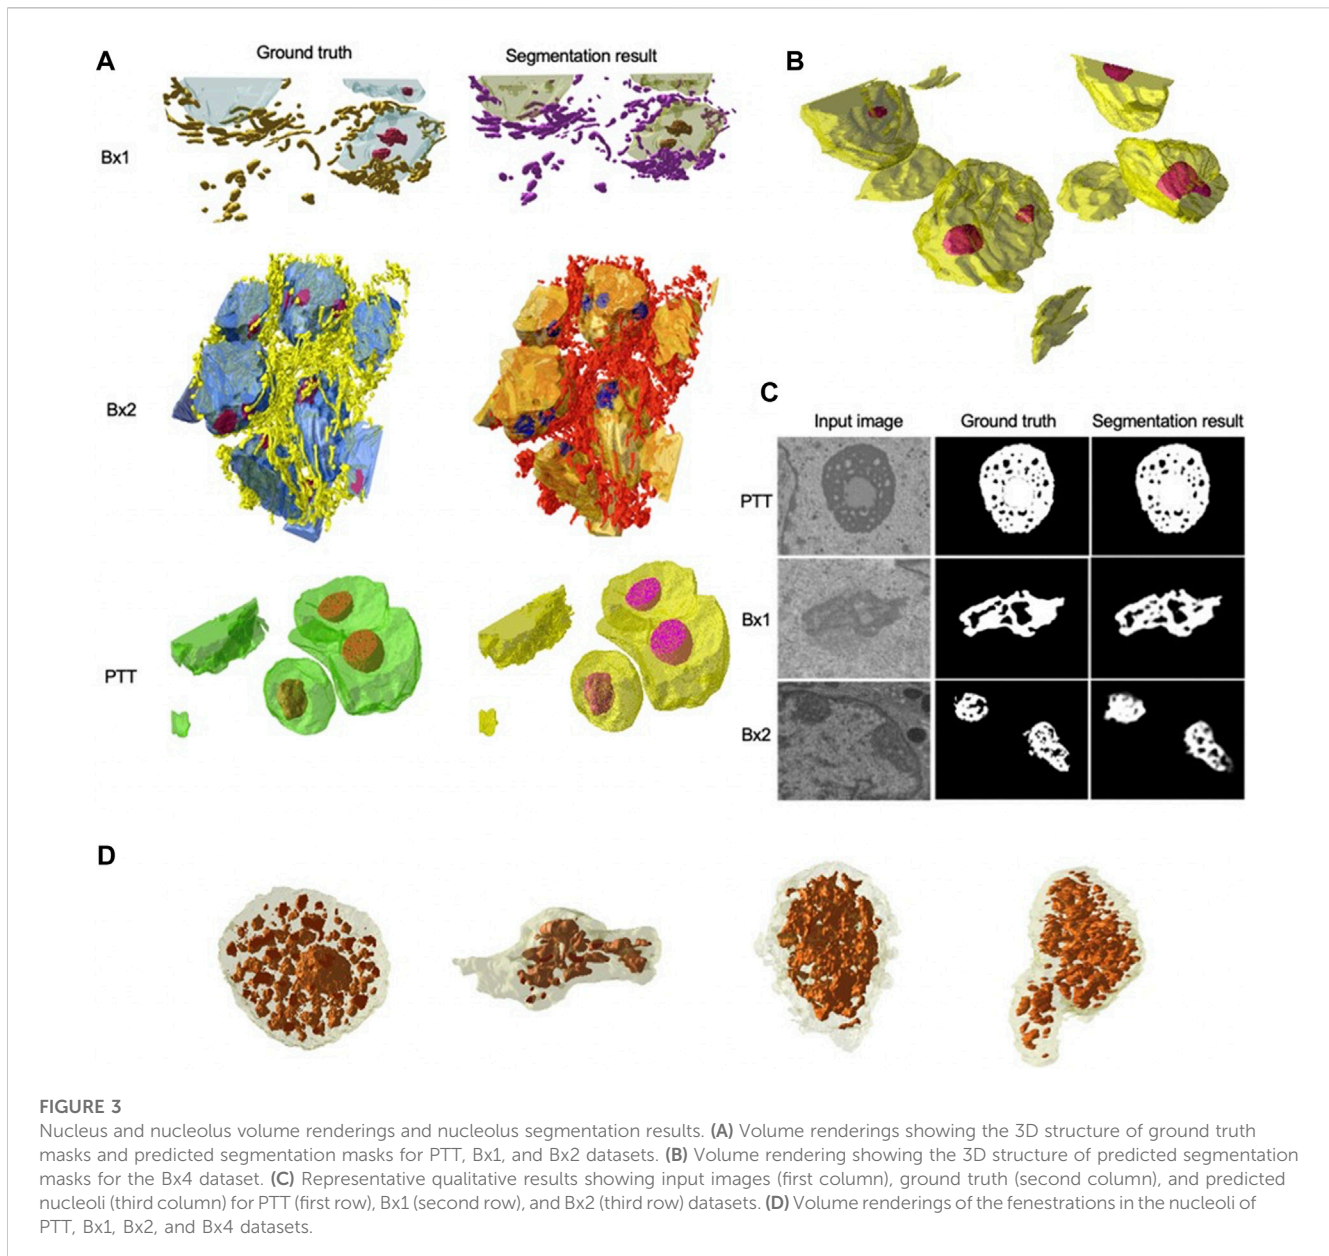 A
Ground truth
Segmentation result
Bx1
Bx2
PTT
B
C
Input image
Ground truth
Segmentation result
PTT
Bx1
Bx2
D
FIGURE 3
Nucleus and nucleolus volume renderings and nucleolus segmentation results. (A) Volume renderings showing the 3D structure of ground truth
masks and predicted segmentation masks for PTT, Bx1, and Bx2 datasets. (B) Volume rendering showing the 3D structure of predicted segmentation
masks for the Bx4 dataset. (C) Representative qualitative results showing input images (first column), ground truth (second column), and predicted
nucleoli (third column) for PTT (first row), Bx1 (second row), and Bx2 (third row) datasets. (D) Volume renderings of the fenestrations in the nucleoli of
PTT, Bx1, Bx2, and Bx4 datasets.